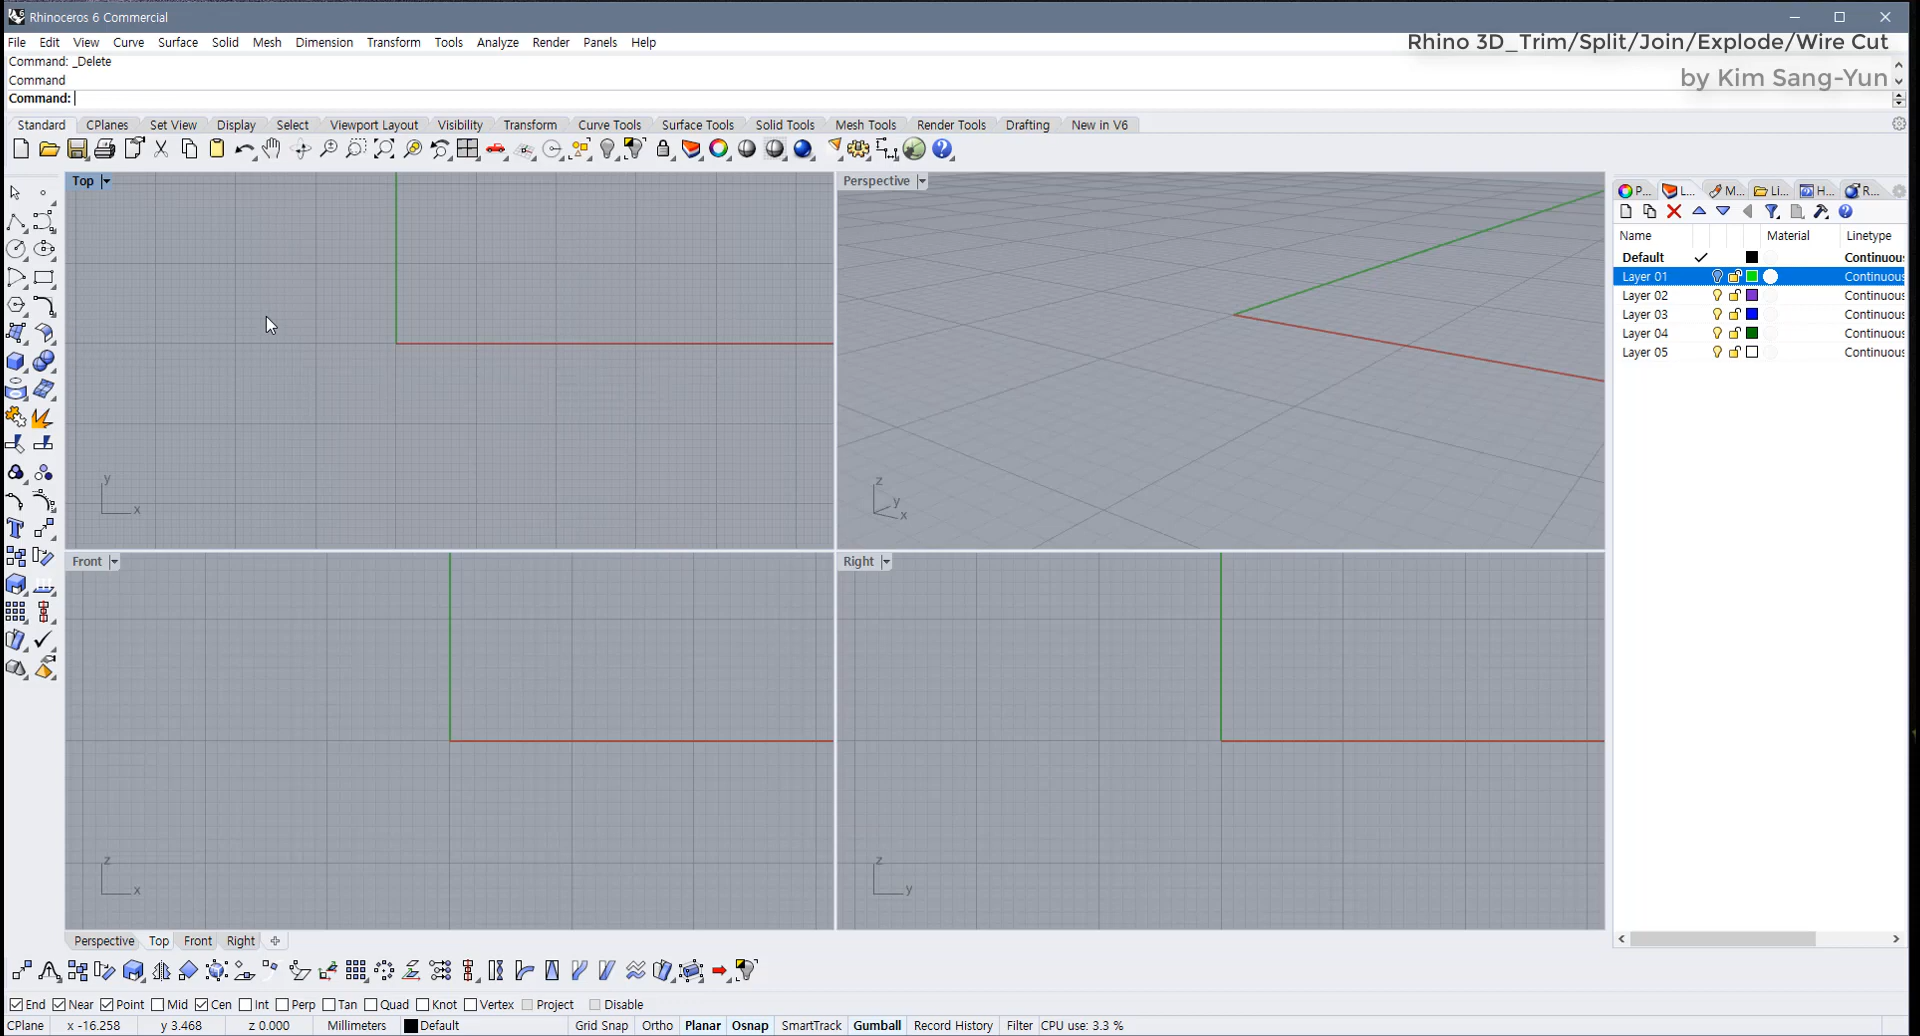 Rhinoceros 6 Commercial
File Edit View Curve Surface Solid Mesh Dimension Transform Tools Analyze Render Panels Help
Rhino 3D_Trim/Split/Join/Explode/Wire Cut
by Kim Sang-Yun
Command: _Delete
Command
Command:
Standard CPlanes Set View Display Select Viewport Layout Visibility Transform Curve Tools Surface Tools Solid Tools Mesh Tools Render Tools Drafting New in V6
Top
Perspective
P... L... M... Li... H... R...
Name Material Linetype
Default Continuous
Layer 01 Continuous
Layer 02 Continuous
Layer 03 Continuous
Layer 04 Continuous
Layer 05 Continuous
y
x
z
y
x
Front
Right
z
x
z
y
Perspective Top Front Right
End Near Point Mid Cen Int Perp Tan Quad Knot Vertex Project Disable
CPlane x -16.258 y 3.468 z 0.000 Millimeters Default Grid Snap Ortho Planar Osnap SmartTrack Gumball Record History Filter CPU use: 3.3 %